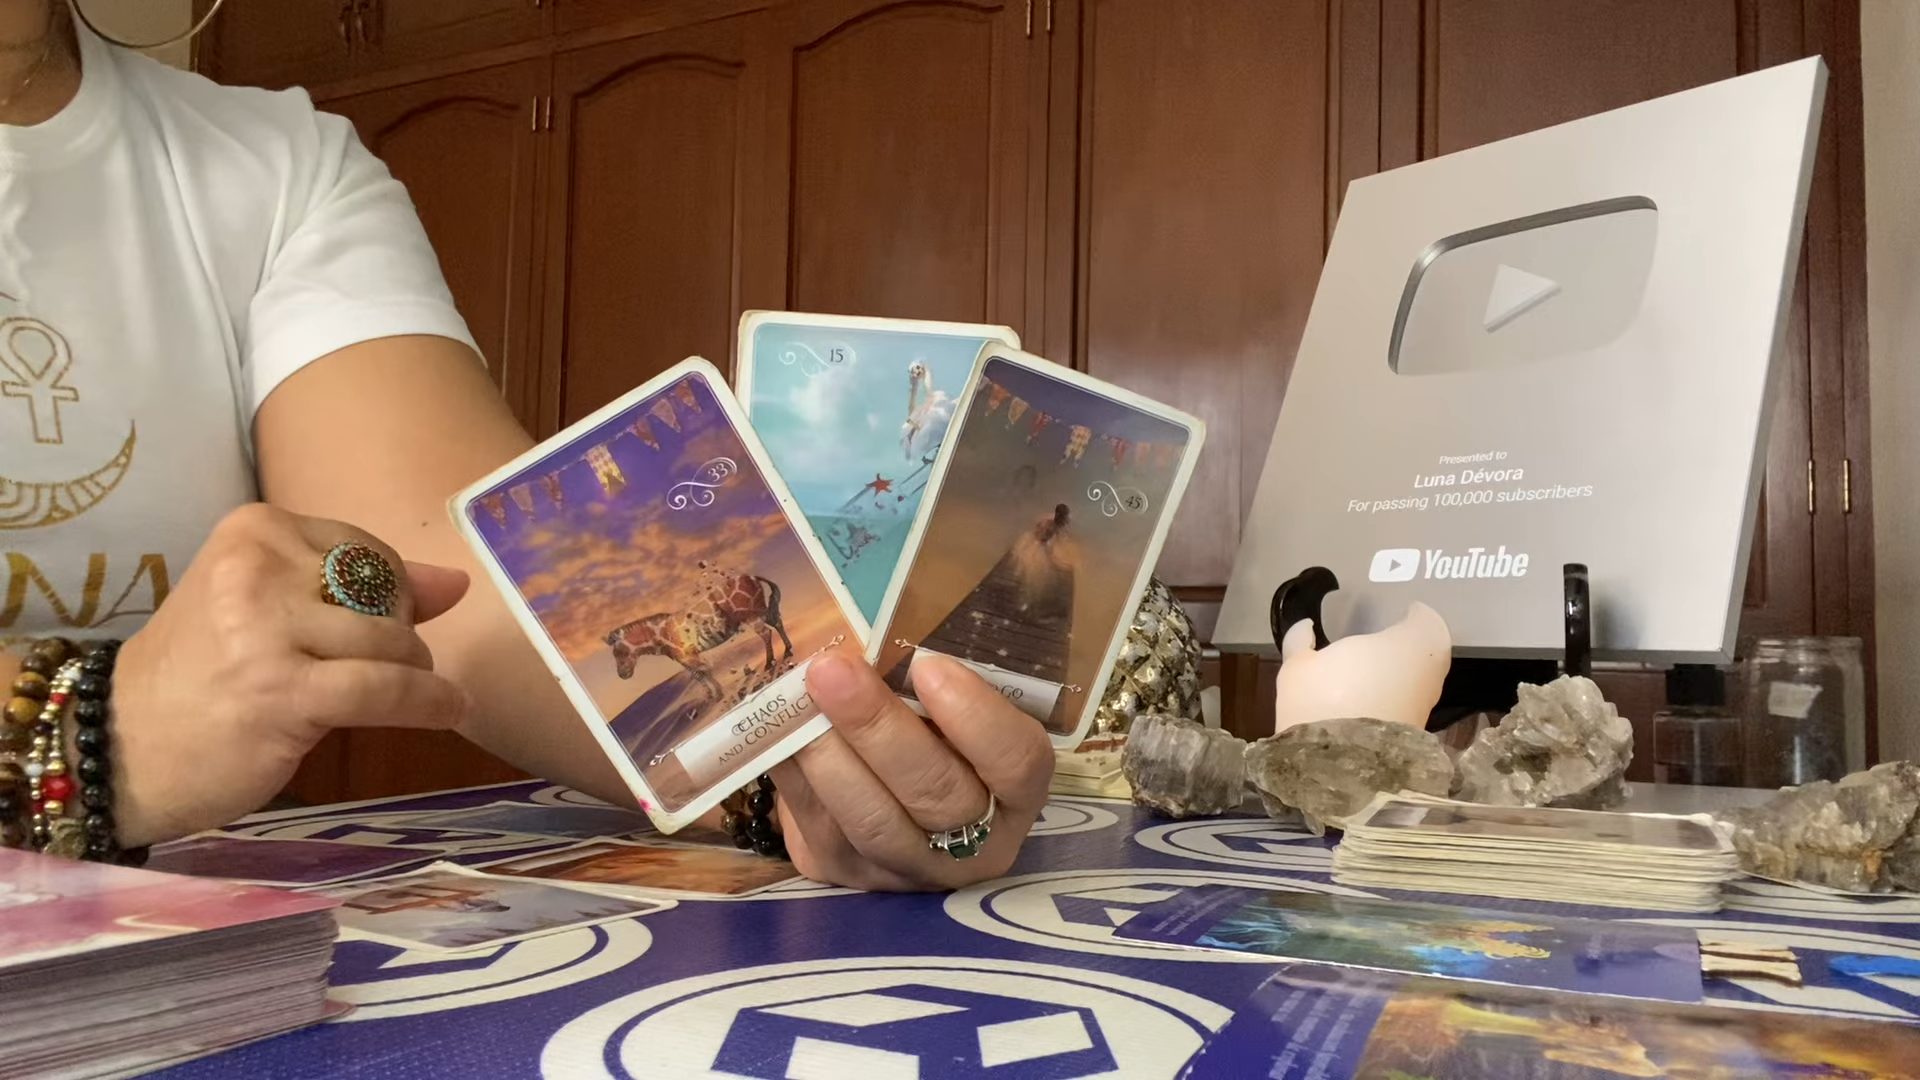 15
33
45
CHAOS
AND CONFLICT
GO
NA
Presented to
Luna Dévora
For passing 100,000 subscribers
YouTube